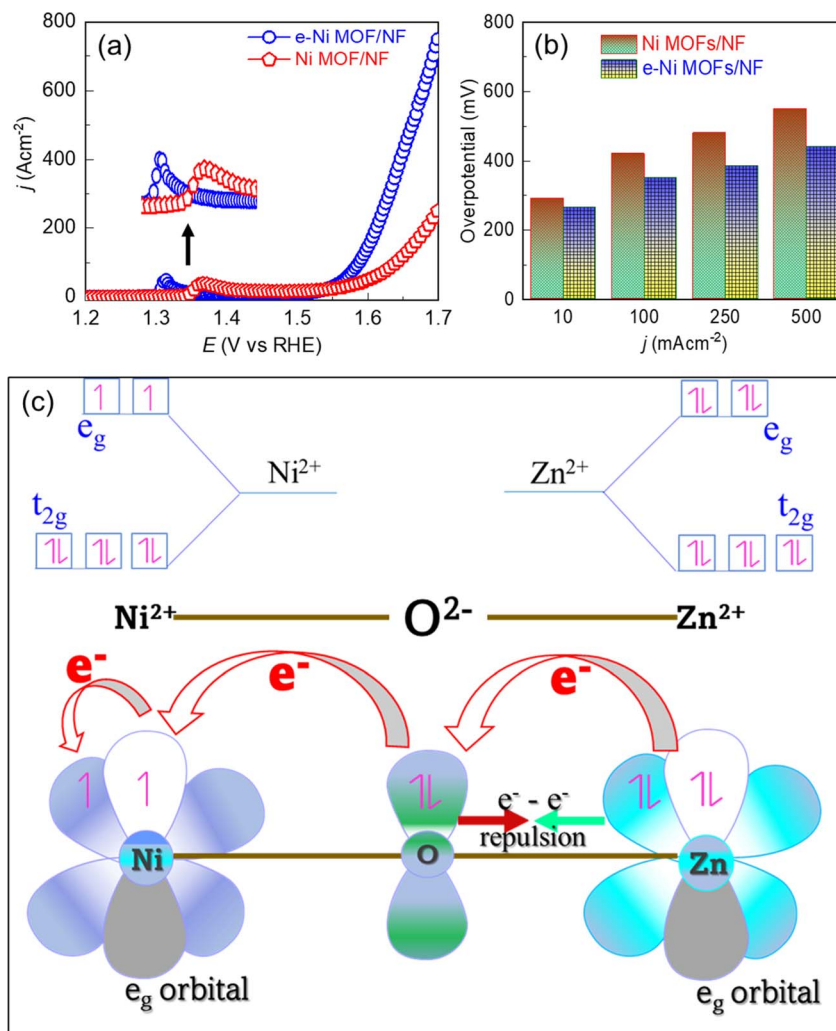 (a)
e-Ni MOF/NF
Ni MOF/NF
800
600
400
200
0
j (Acm-2)
1.2 1.3 1.4 1.5 1.6 1.7
E (V vs RHE)
(b)
Ni MOFs/NF
e-Ni MOFs/NF
800
600
400
200
0
Overpotential (mV)
10 100 250 500
j (mAcm-2)
(c)
eg
Ni2+
t2g
Zn2+
eg
t2g
Ni2+ O2- Zn2+
e-
e-
e-
e- - e-
repulsion
Ni
O
Zn
eg orbital
eg orbital